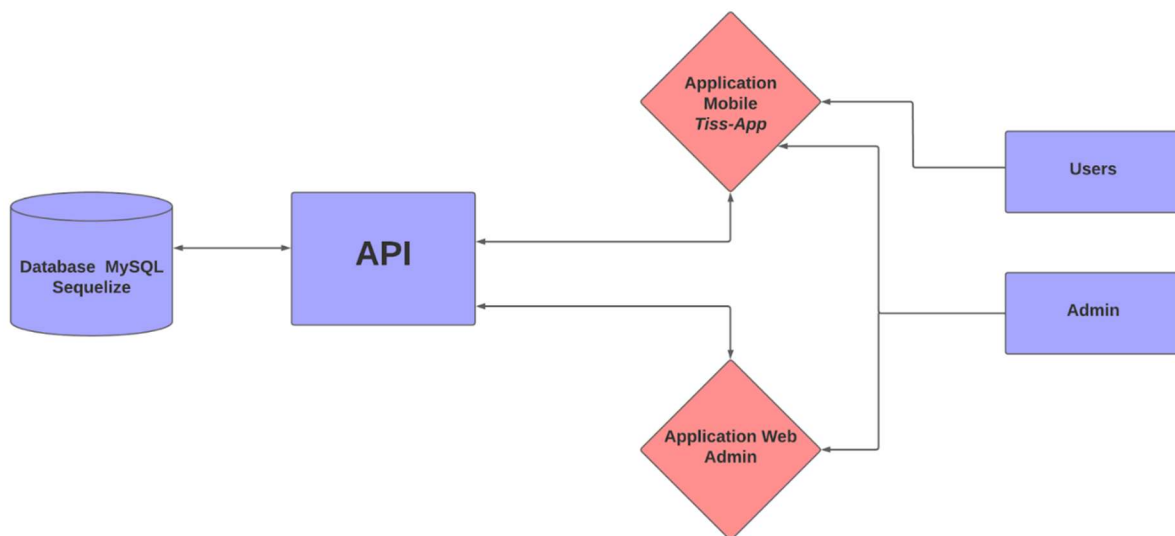 Application
Mobile
Tiss-App
Users
Database MySQL
Sequelize
API
Admin
Application Web
Admin